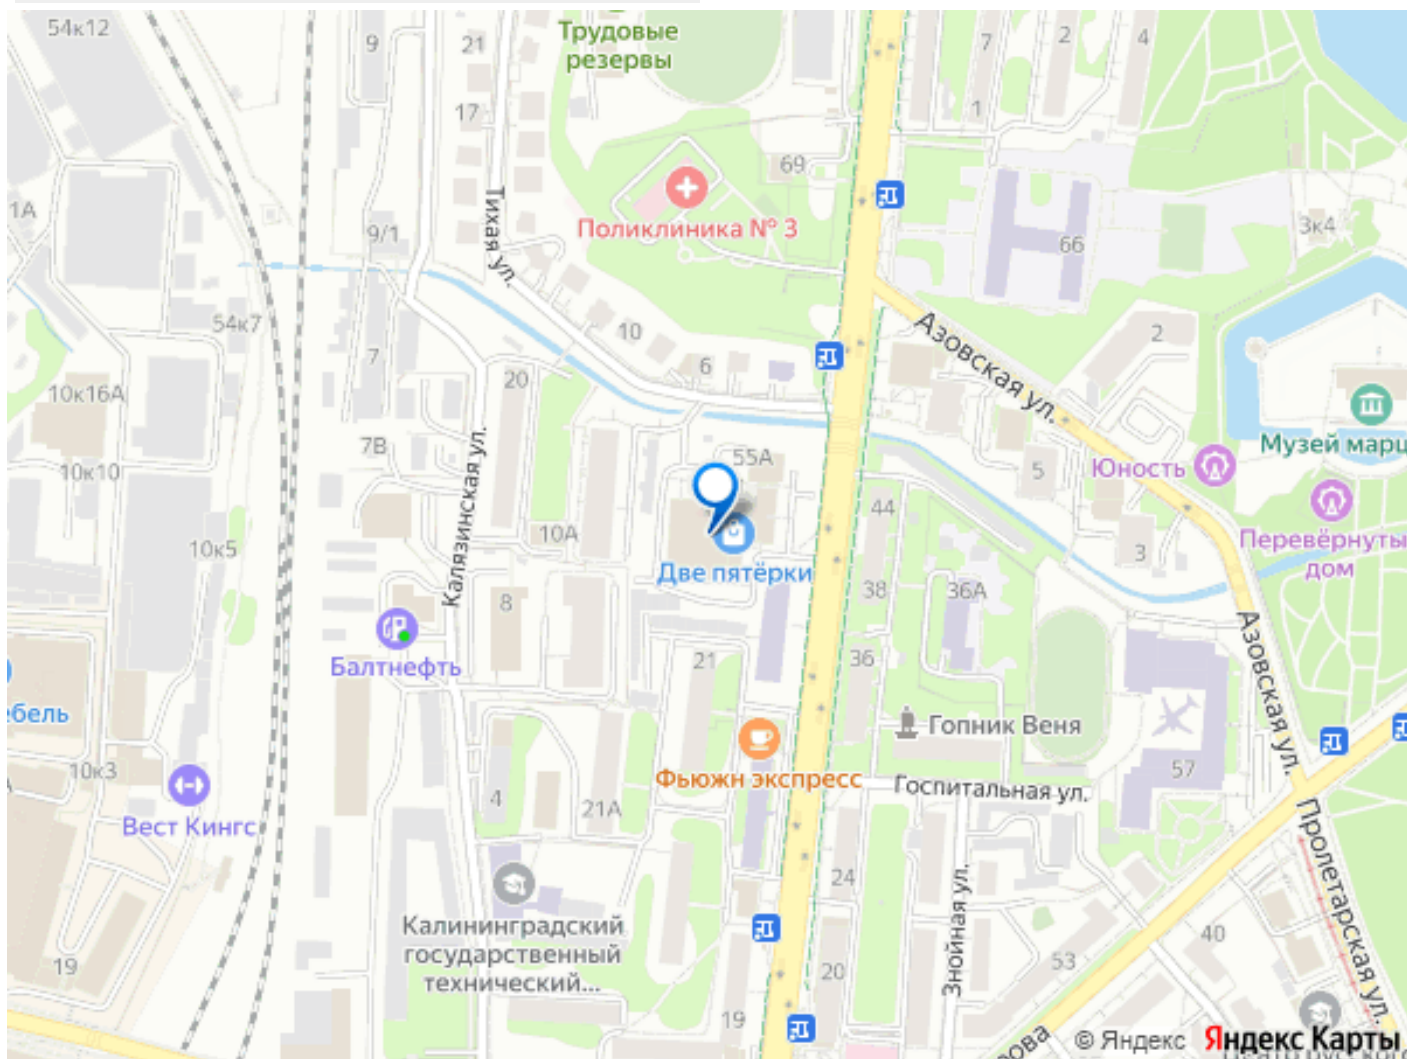 54к12
9
21
Трудовые
резервы
7
2
4
17
1
69
1А
Тихая ул.
Поликлиника № 3
9/1
66
3к4
54к7
10
Азовская ул.
2
7
6
20
10к16А
7В
55А
Музей марц
10к10
Калязинская ул.
5
Юность
44
10к5
10А
3
Перевёрнуты
дом
Две пятёрки
8
38
36А
Балтнефть
21
36
Азовская ул.
ебель
Гопник Веня
10к3
Фьюжн экспресс
57
4
21А
Госпитальная ул.
Вест Кингс
Пролетарская ул.
24
Знойная ул.
Калининградский
государственный
технический...
40
19
20
53
19
рова
© Яндекс Яндекс Карты